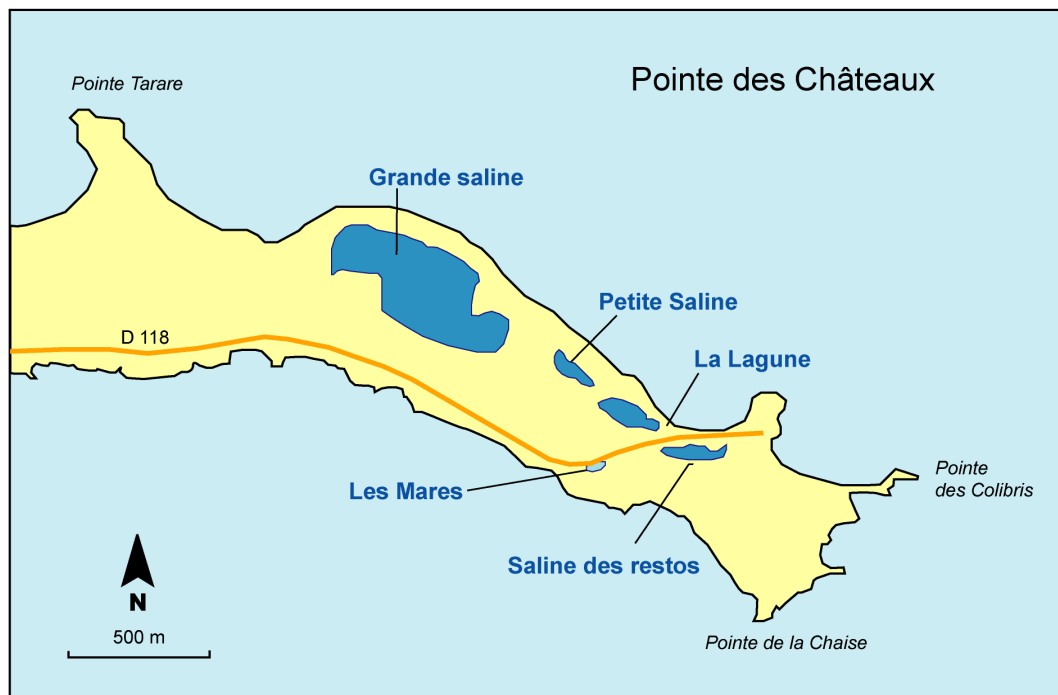 Pointe des Châteaux
Pointe Tarare
Grande saline
Petite Saline
D 118
La Lagune
Les Mares
Pointe
des Colibris
Saline des restos
N
500 m
Pointe de la Chaise